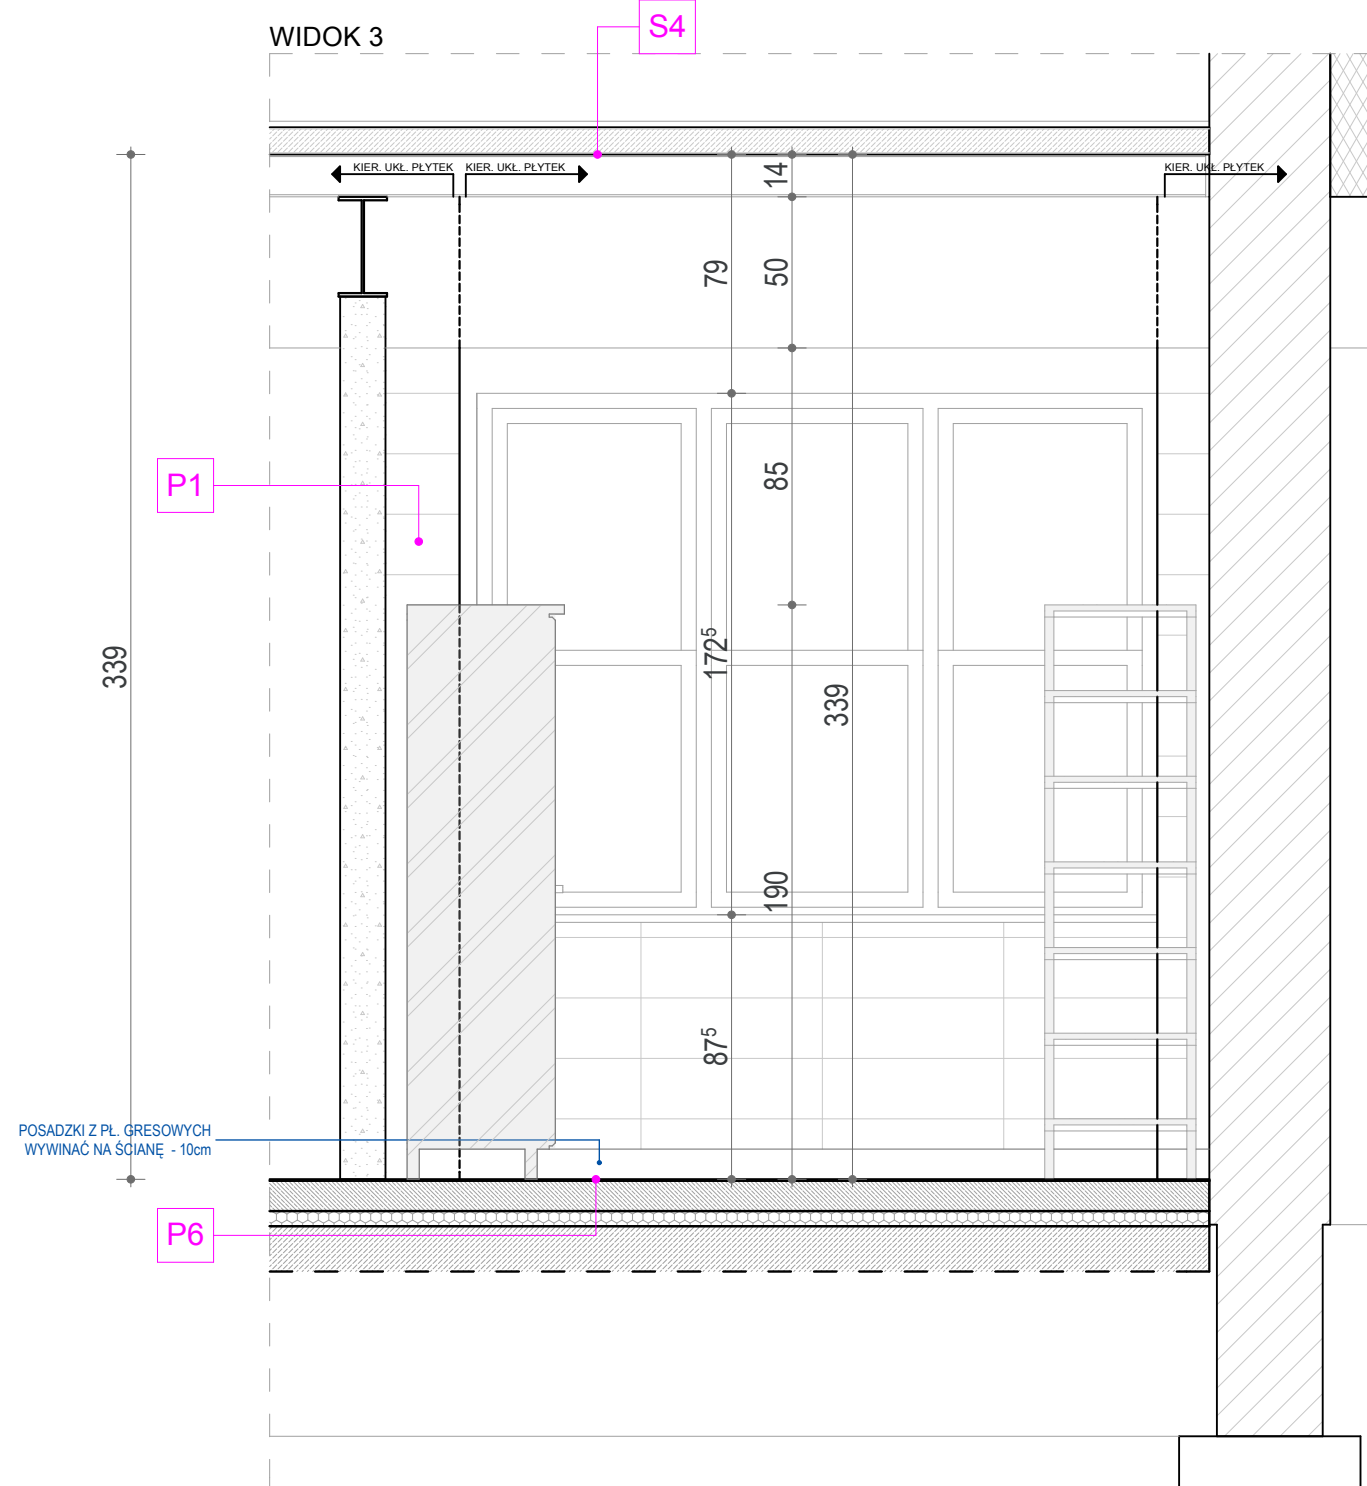 WIDOK 3
S4
KIER. UKŁ. PŁYTEK
KIER. UKŁ. PŁYTEK
KIER. UKŁ. PŁYTEK
14
79
50
P1
85
339
172⁵
339
190
87⁵
POSADZKI Z PŁ. GRESOWYCH
WYWINAĆ NA ŚCIANĘ - 10cm
P6